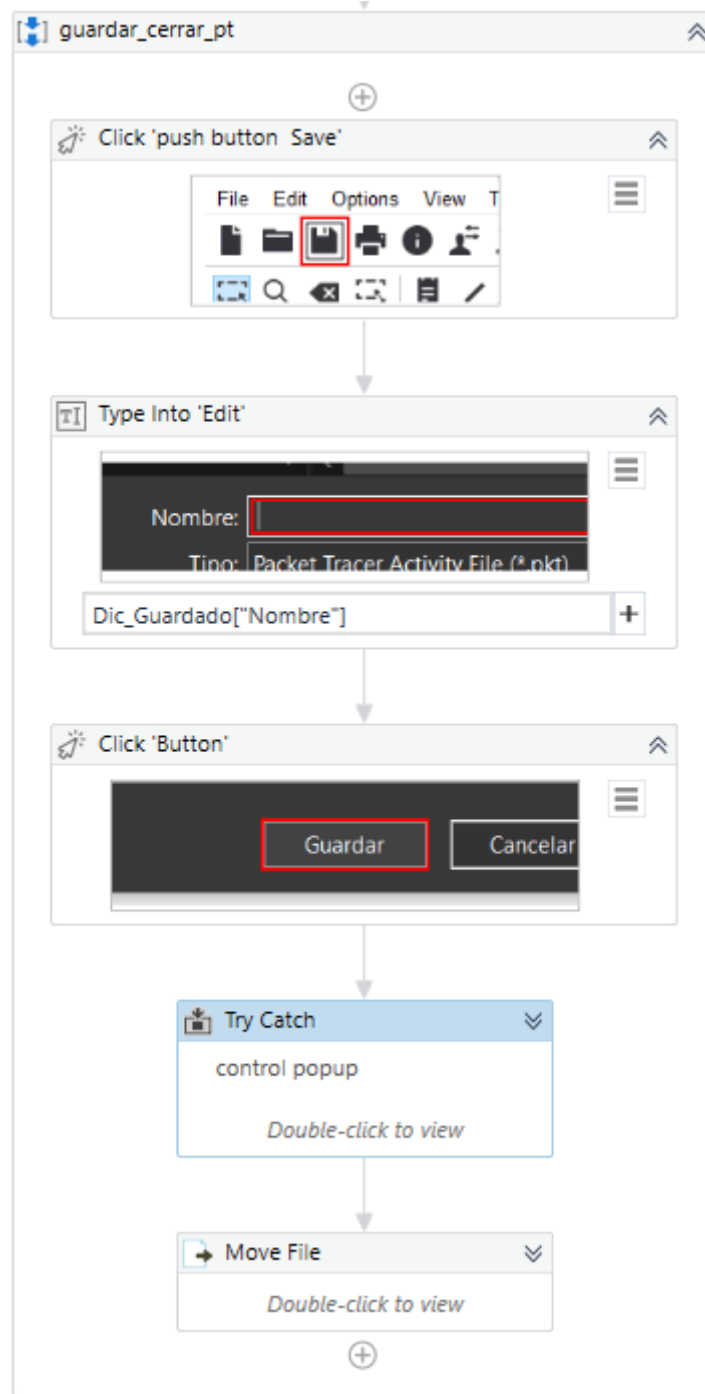 guardar_cerrar_pt
Click 'push button  Save'
File Edit Options View T
Type Into 'Edit'
Nombre:
Tipo: Packet Tracer Activity File (*.pkt)
Dic_Guardado["Nombre"]
Click 'Button'
Guardar Cancelar
Try Catch
control popup
Double-click to view
Move File
Double-click to view